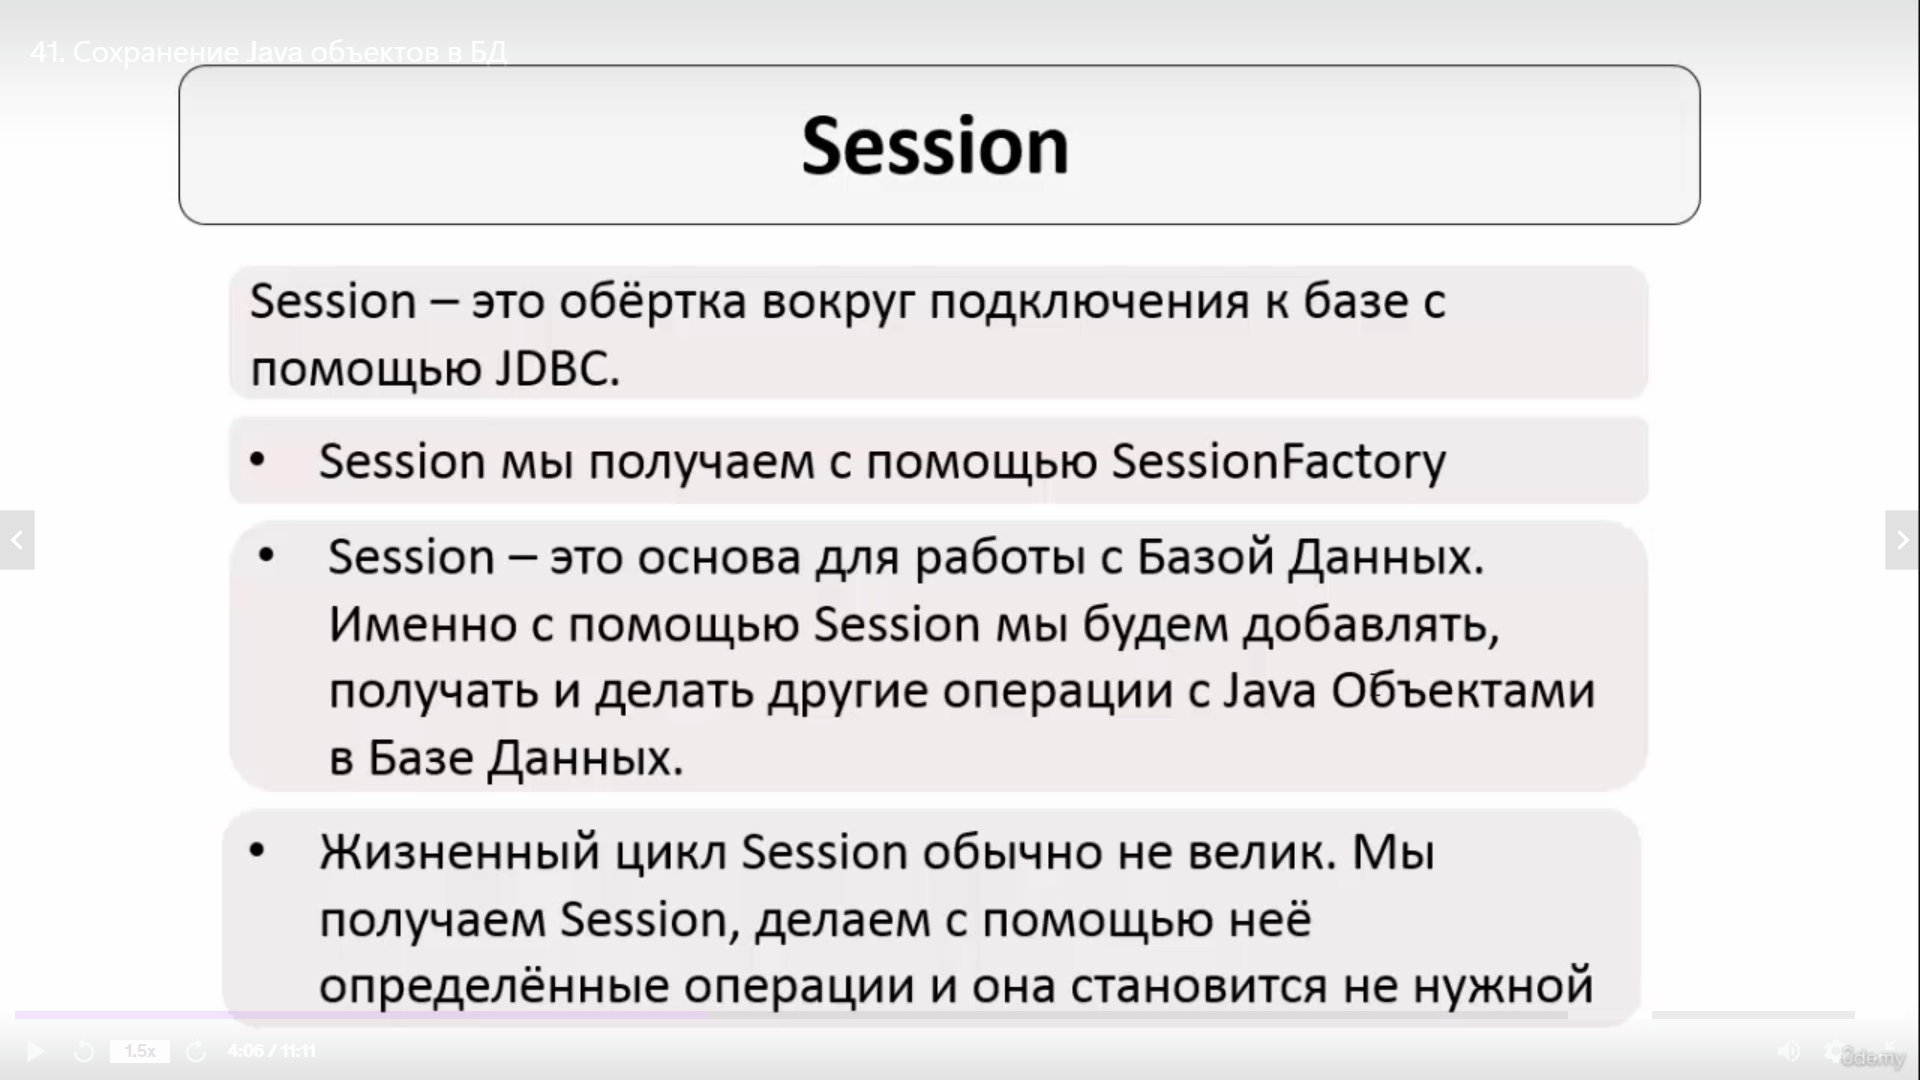 41. Сохранение Java объектов в БД
Session
Session – это обёртка вокруг подключения к базе с
помощью JDBC.
• Session мы получаем с помощью SessionFactory
• Session – это основа для работы с Базой Данных.
Именно с помощью Session мы будем добавлять,
получать и делать другие операции с Java Объектами
в Базе Данных.
• Жизненный цикл Session обычно не велик. Мы
получаем Session, делаем с помощью неё
определённые операции и она становится не нужной
1.5x
4:06 / 11:11
ûdemy